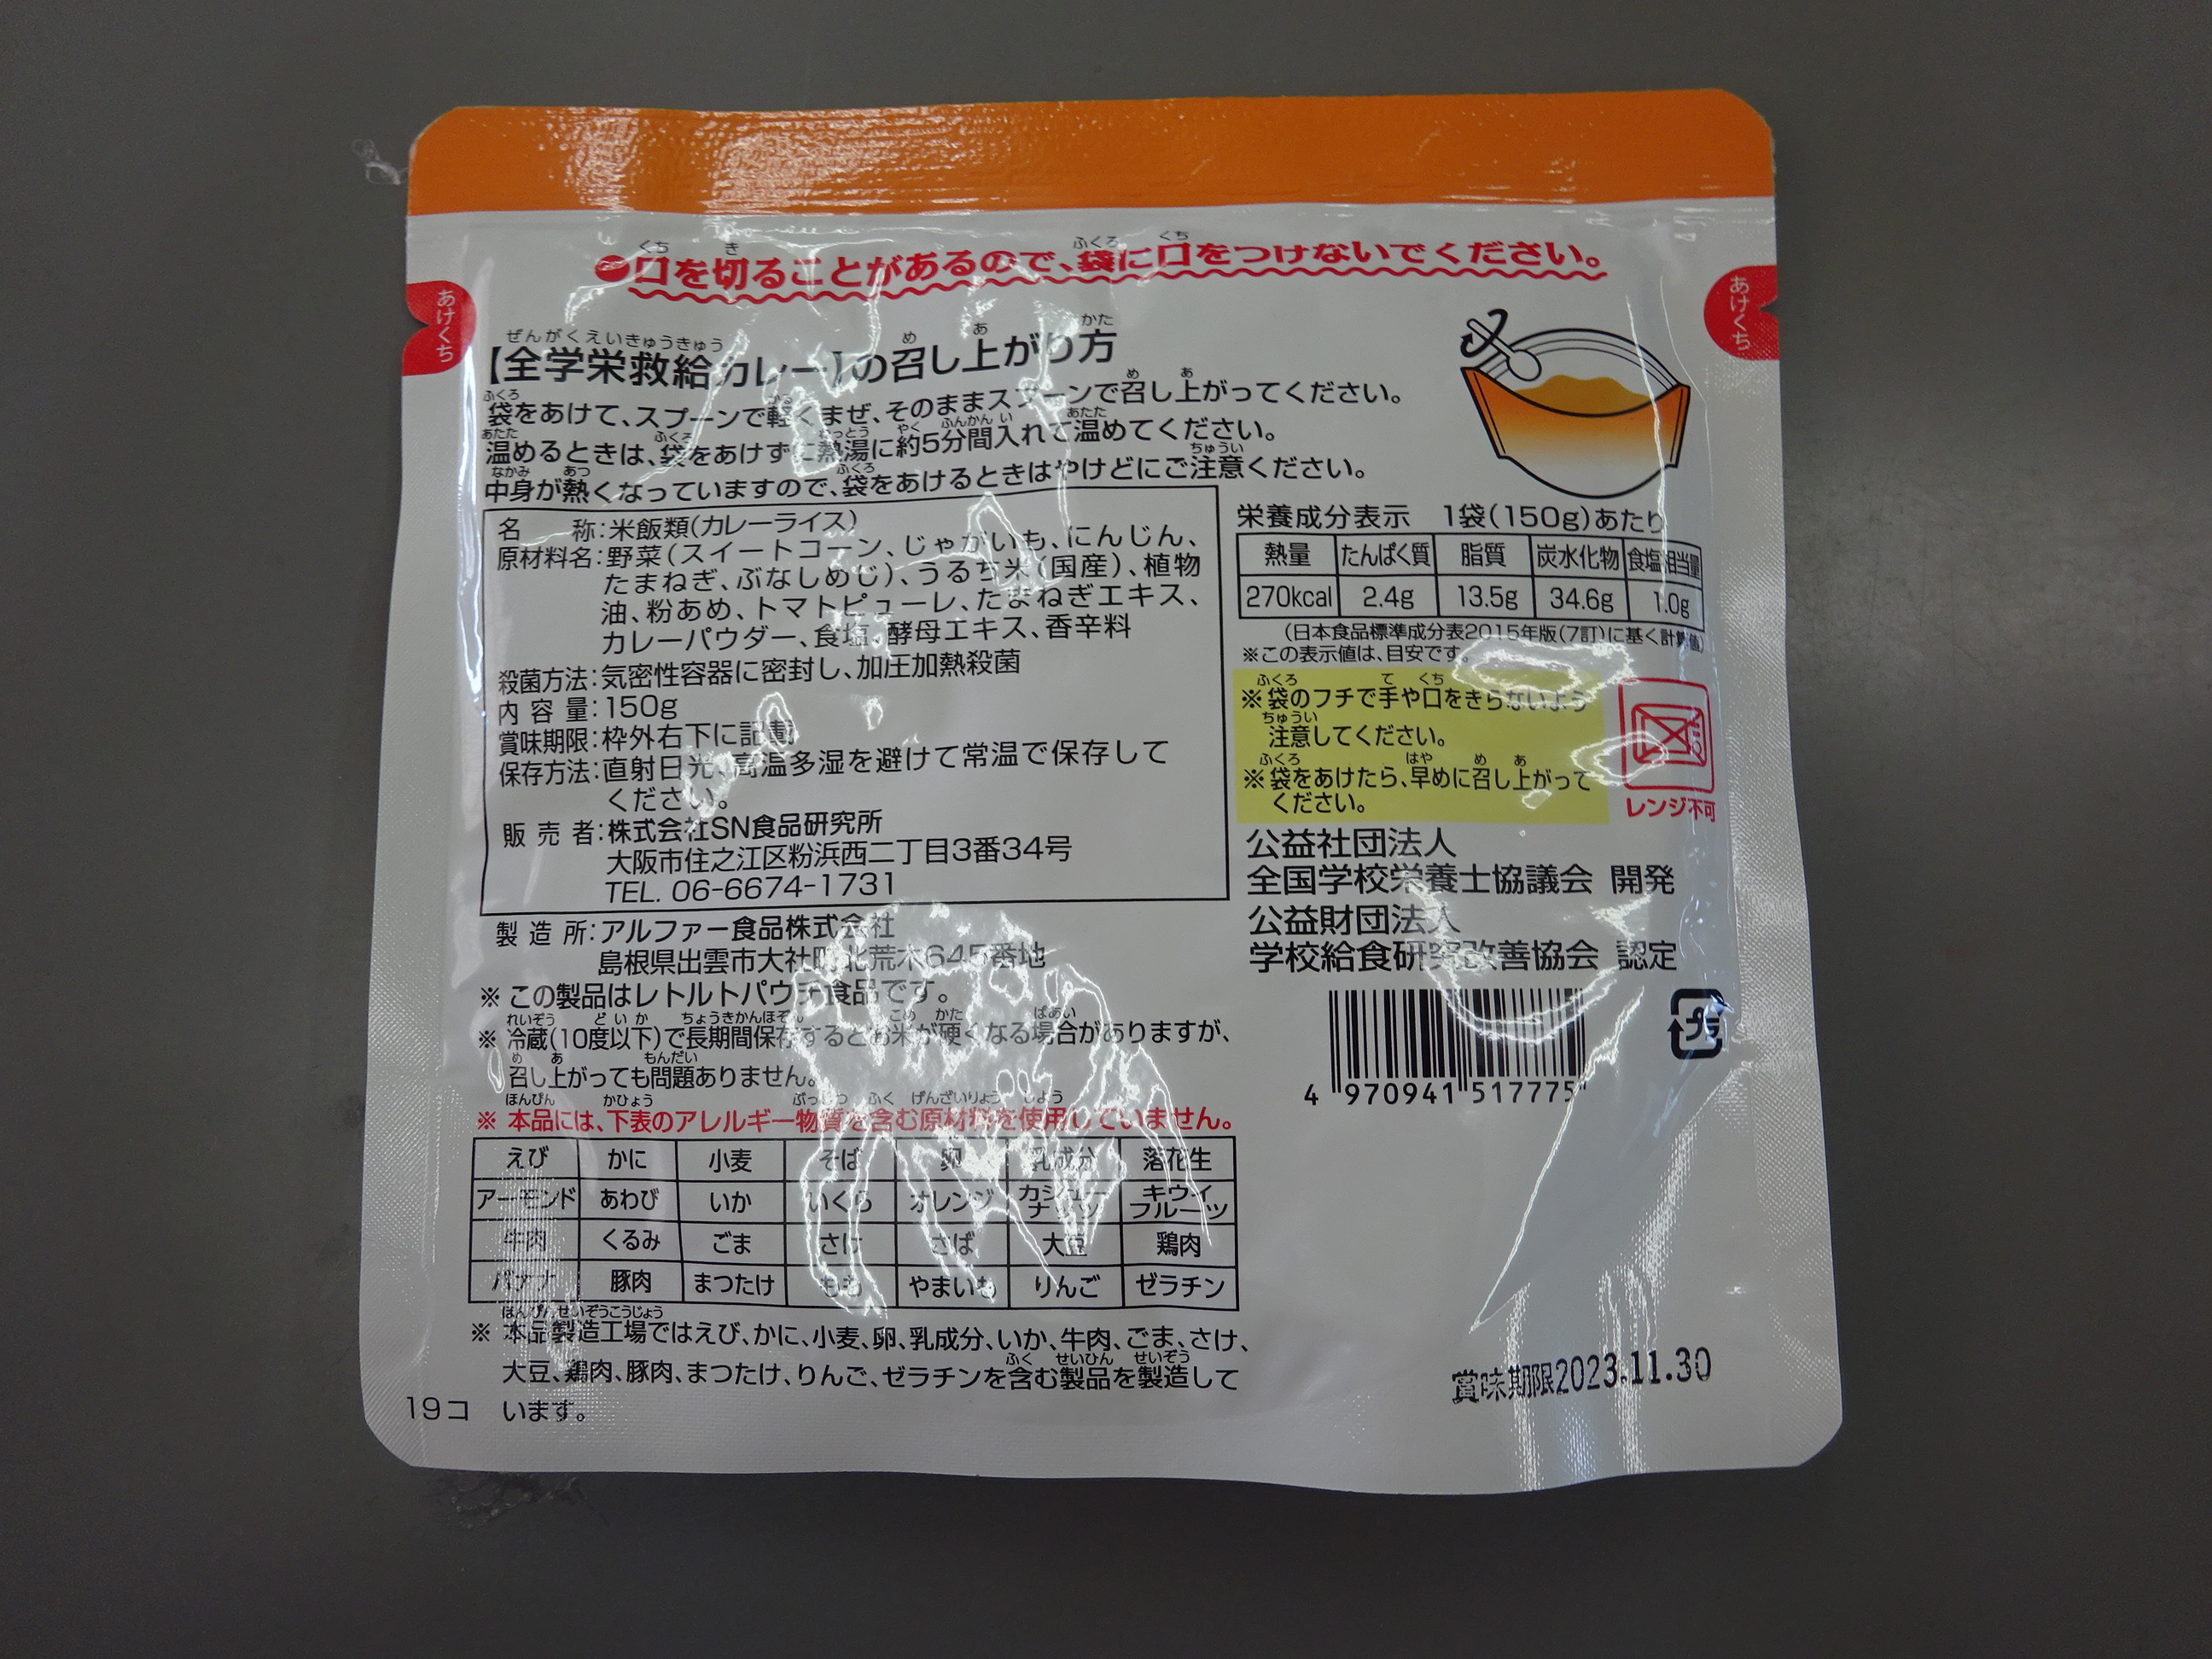 ●口を切ることがあるので、袋に口をつけないでください。
あけくち
あけくち
【全学栄救給カレー】の召し上がり方
袋をあけて、スプーンで軽くまぜ、そのままスプーンで召し上がってください。
温めるときは、袋をあけずに熱湯に約5分間入れて温めてください。
中身が熱くなっていますので、袋をあけるときはやけどにご注意ください。
名 称:米飯類(カレーライス)
原材料名:野菜(スイートコーン、じゃがいも、にんじん、
たまねぎ、ぶなしめじ)、うるち米(国産)、植物
油、粉あめ、トマトピューレ、たまねぎエキス、
カレーパウダー、食塩、酵母エキス、香辛料
殺菌方法:気密性容器に密封し、加圧加熱殺菌
内容量:150g
賞味期限:枠外右下に記載
保存方法:直射日光、高温多湿を避けて常温で保存して
ください。
販売者:株式会社SN食品研究所
大阪市住之江区粉浜西二丁目3番34号
TEL. 06-6674-1731
製造所:アルファー食品株式会社
島根県出雲市大社町北荒木645番地
※ この製品はレトルトパウチ食品です。
※ 冷蔵(10度以下)で長期間保存するとお米が硬くなる場合がありますが、
召し上がっても問題ありません。
※ 本品には、下表のアレルギー物質を含む原材料を使用していません。
えび かに 小麦 そば 卵 乳成分 落花生
アーモンド あわび いか いくら オレンジ カシューナッツ キウイフルーツ
牛肉 くるみ ごま さけ さば 大豆 鶏肉
バナナ 豚肉 まつたけ もも やまいも りんご ゼラチン
※ 本品製造工場ではえび、かに、小麦、卵、乳成分、いか、牛肉、ごま、さけ、
大豆、鶏肉、豚肉、まつたけ、りんご、ゼラチンを含む製品を製造して
います。
19コ
栄養成分表示 1袋(150g)あたり
熱量 たんぱく質 脂質 炭水化物 食塩相当量
270kcal 2.4g 13.5g 34.6g 1.0g
(日本食品標準成分表2015年版(7訂)に基く計算値)
※この表示値は、目安です。
※袋のフチで手や口をきらないよう
注意してください。
※袋をあけたら、早めに召し上がって
ください。
レンジ不可
公益社団法人
全国学校栄養士協議会 開発
公益財団法人
学校給食研究改善協会 認定
プラ
4 970941 517775
賞味期限2023.11.30